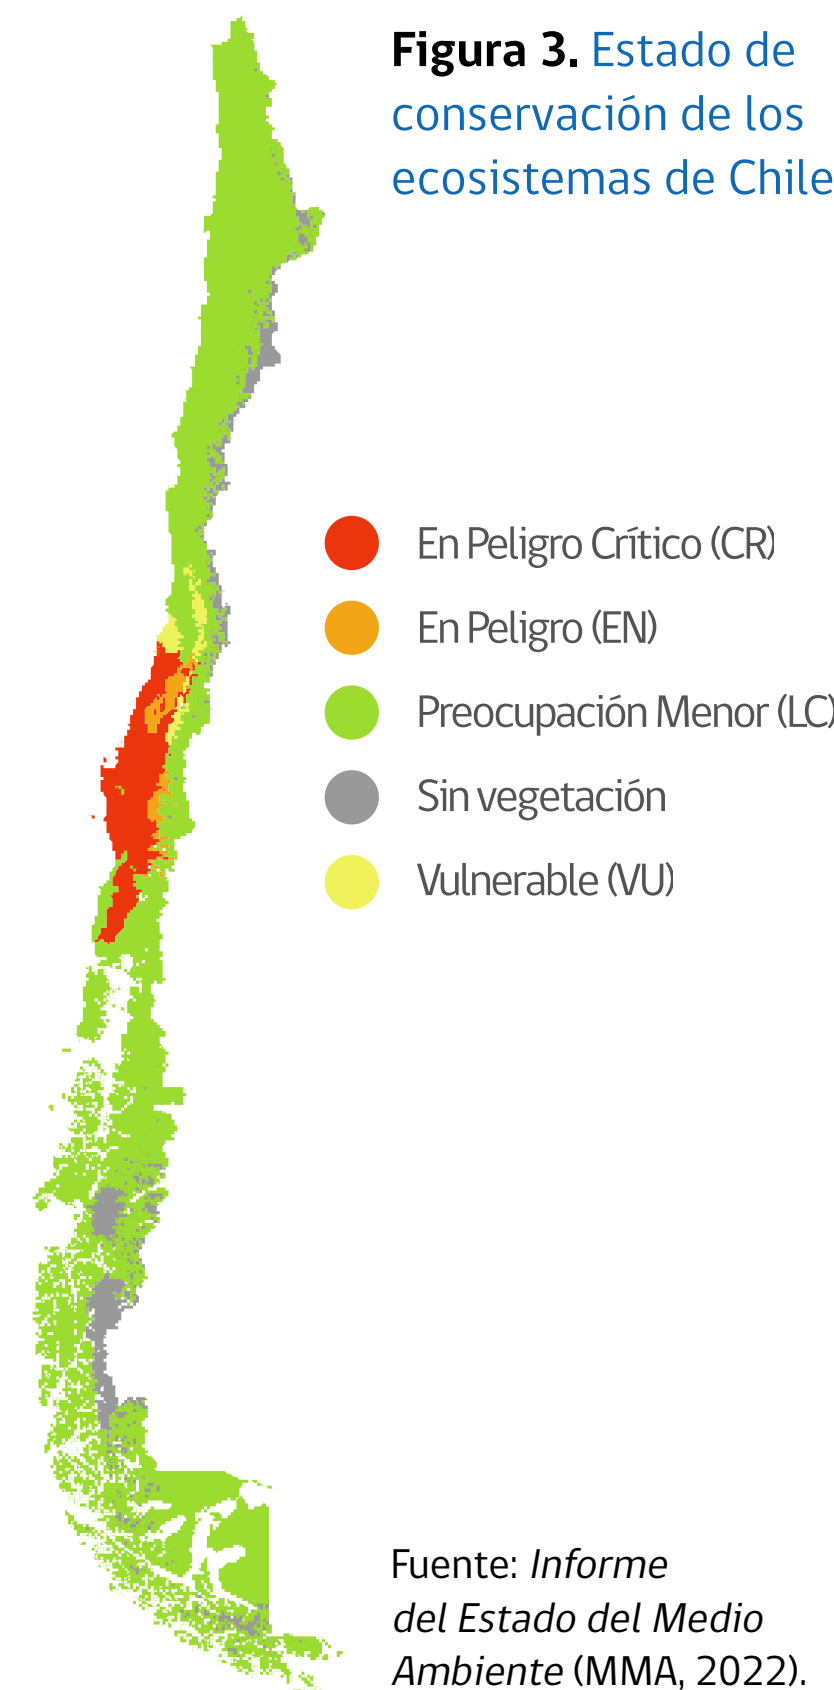 Figura 3. Estado de
conservación de los
ecosistemas de Chile
En Peligro Crítico (CR)
En Peligro (EN)
Preocupación Menor (LC)
Sin vegetación
Vulnerable (VU)
Fuente: Informe
del Estado del Medio
Ambiente (MMA, 2022).